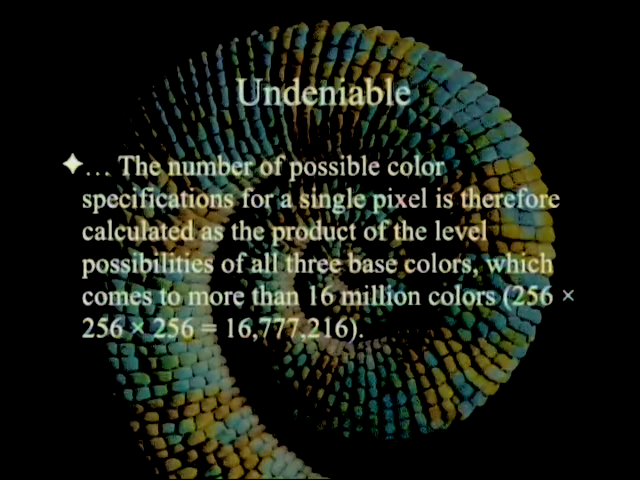 Undeniable
✦… The number of possible color
specifications for a single pixel is therefore
calculated as the product of the level
possibilities of all three base colors, which
comes to more than 16 million colors (256 ×
256 × 256 = 16,777,216).